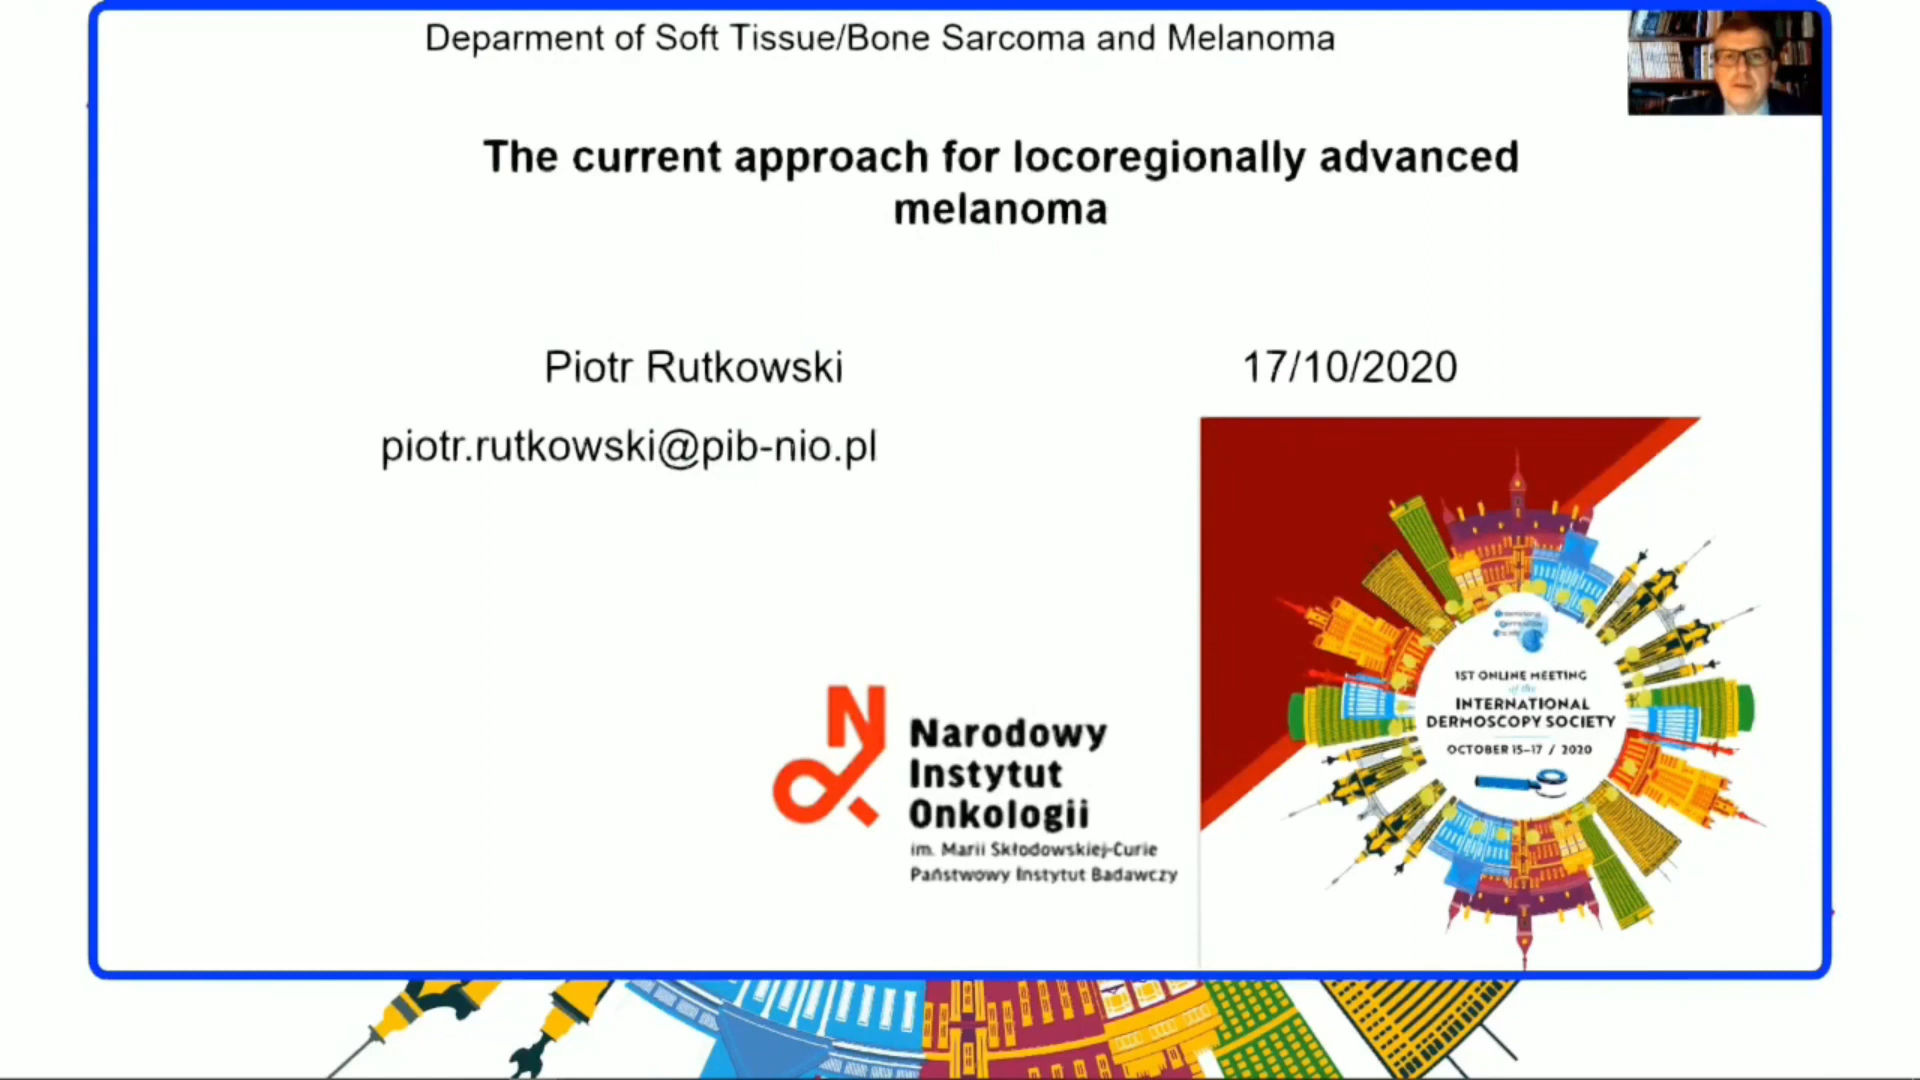 Deparment of Soft Tissue/Bone Sarcoma and Melanoma
The current approach for locoregionally advanced
melanoma
Piotr Rutkowski
17/10/2020
piotr.rutkowski@pib-nio.pl
Narodowy
Instytut
Onkologii
im. Marii Skłodowskiej-Curie
Państwowy Instytut Badawczy
1ST ONLINE MEETING
of the
INTERNATIONAL
DERMOSCOPY SOCIETY
OCTOBER 15–17 / 2020